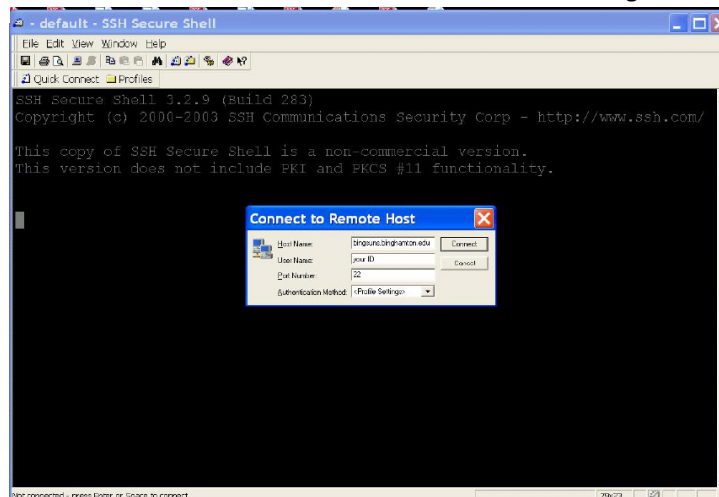 - default - SSH Secure Shell
File Edit View Window Help
Quick Connect Profiles
SSH Secure Shell 3.2.9 (Build 283)
Copyright (c) 2000-2003 SSH Communications Security Corp - http://www.ssh.com/
This copy of SSH Secure Shell is a non-commercial version.
This version does not include PKI and PKCS #11 functionality.
Connect to Remote Host
Host Name: bingsuns.binghamton.edu Connect
User Name: your ID Cancel
Port Number: 22
Authentication Method: <Profile Settings>
Not connected - press Enter or Space to connect. 79x23